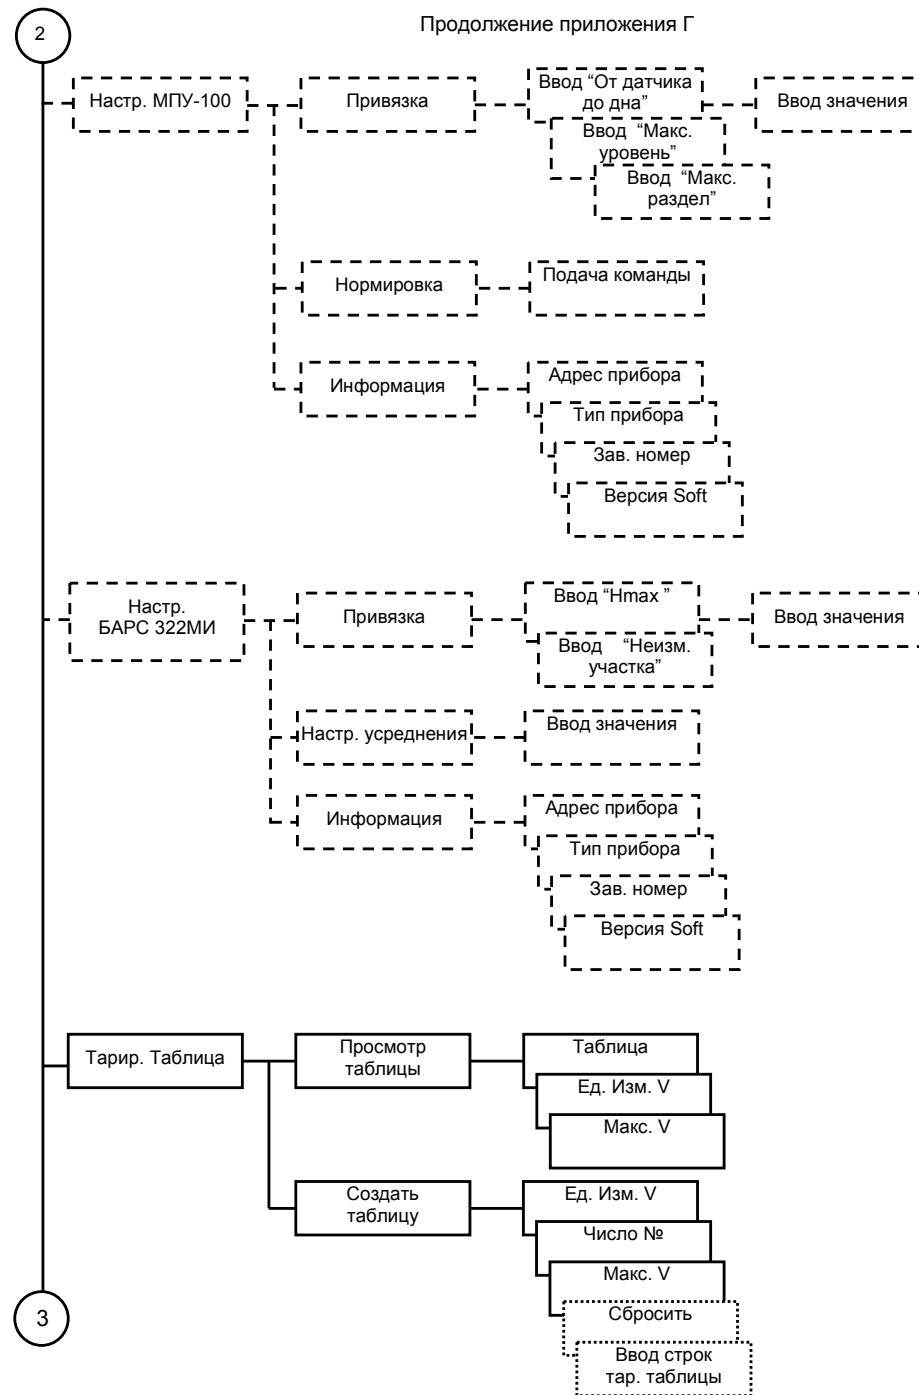 Продолжение приложения Г
2
Настр. МПУ-100
Привязка
Ввод “От датчика
до дна”
Ввод “Макс.
уровень”
Ввод “Макс.
раздел”
Ввод значения
Нормировка
Подача команды
Информация
Адрес прибора
Тип прибора
Зав. номер
Версия Soft
Настр.
БАРС 322МИ
Привязка
Ввод “Hmax ”
Ввод “Неизм.
участка”
Ввод значения
Настр. усреднения
Ввод значения
Информация
Адрес прибора
Тип прибора
Зав. номер
Версия Soft
Тарир. Таблица
Просмотр
таблицы
Таблица
Ед. Изм. V
Макс. V
Создать
таблицу
Ед. Изм. V
Число №
Макс. V
Сбросить
Ввод строк
тар. таблицы
3